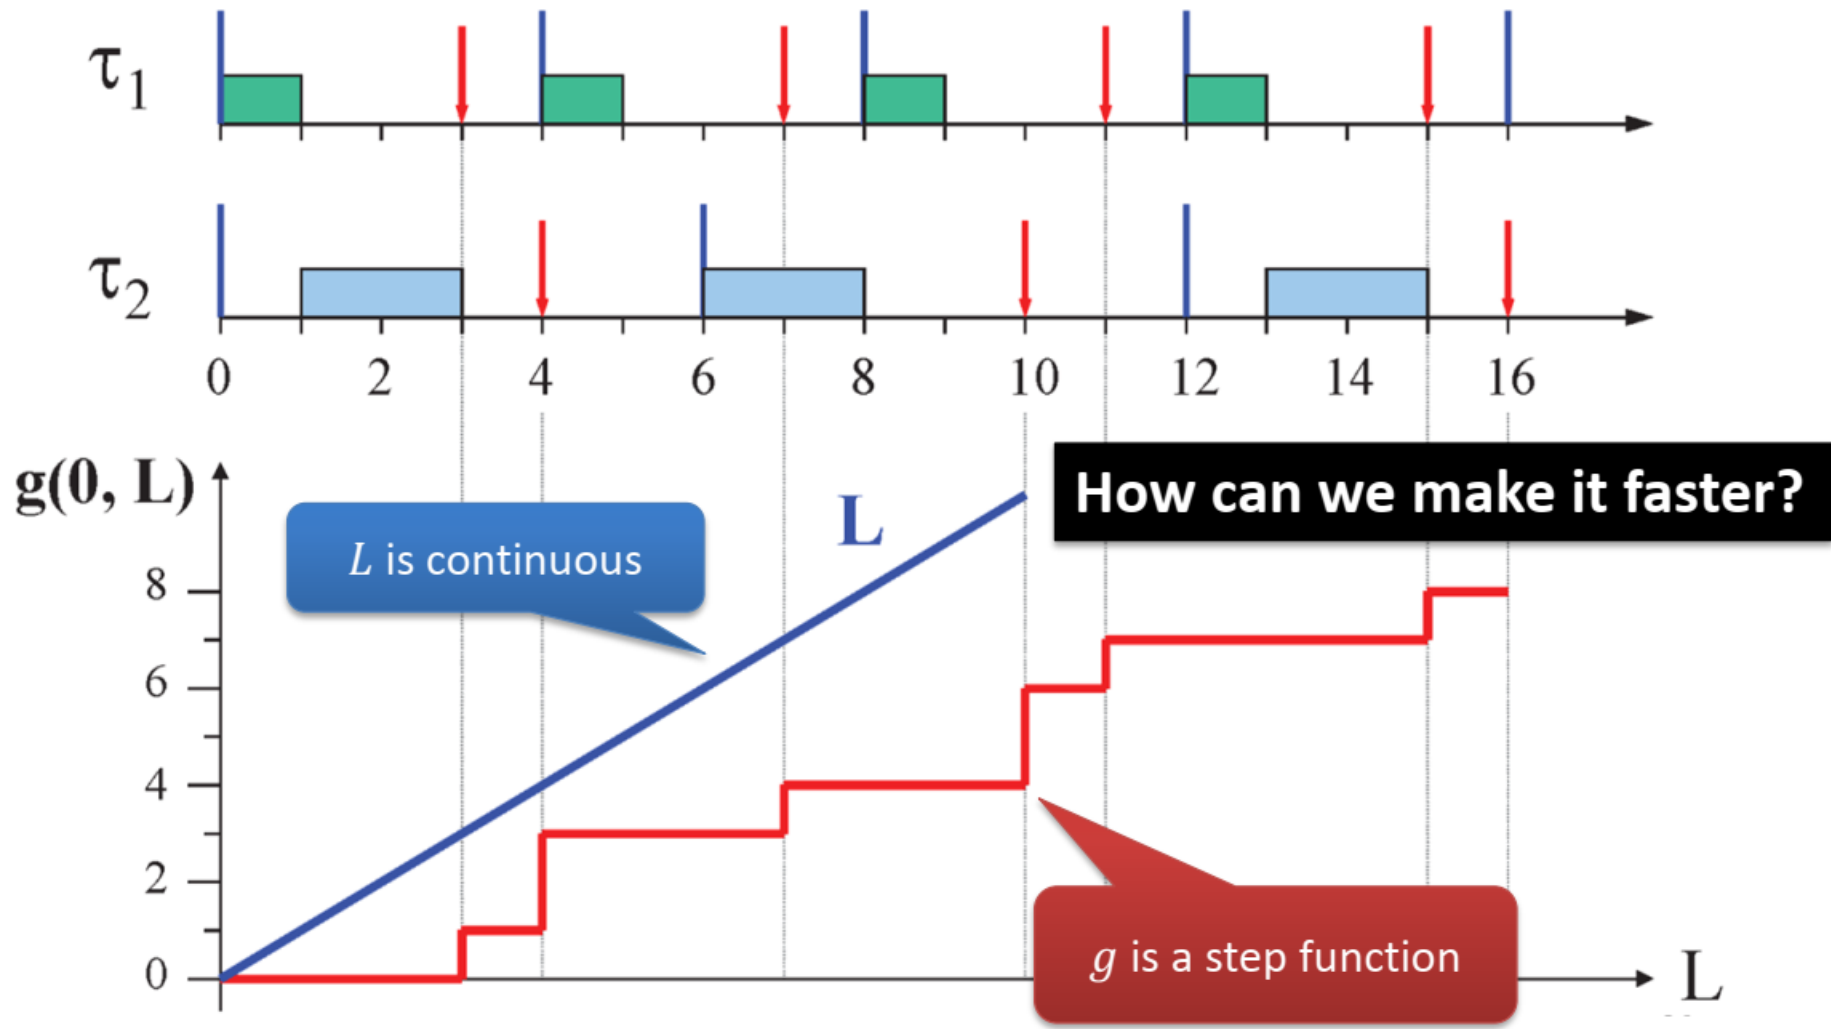 τ1
τ2
0 2 4 6 8 10 12 14 16
g(0, L)
L
How can we make it faster?
L is continuous
8
6
4
2
0
g is a step function
L